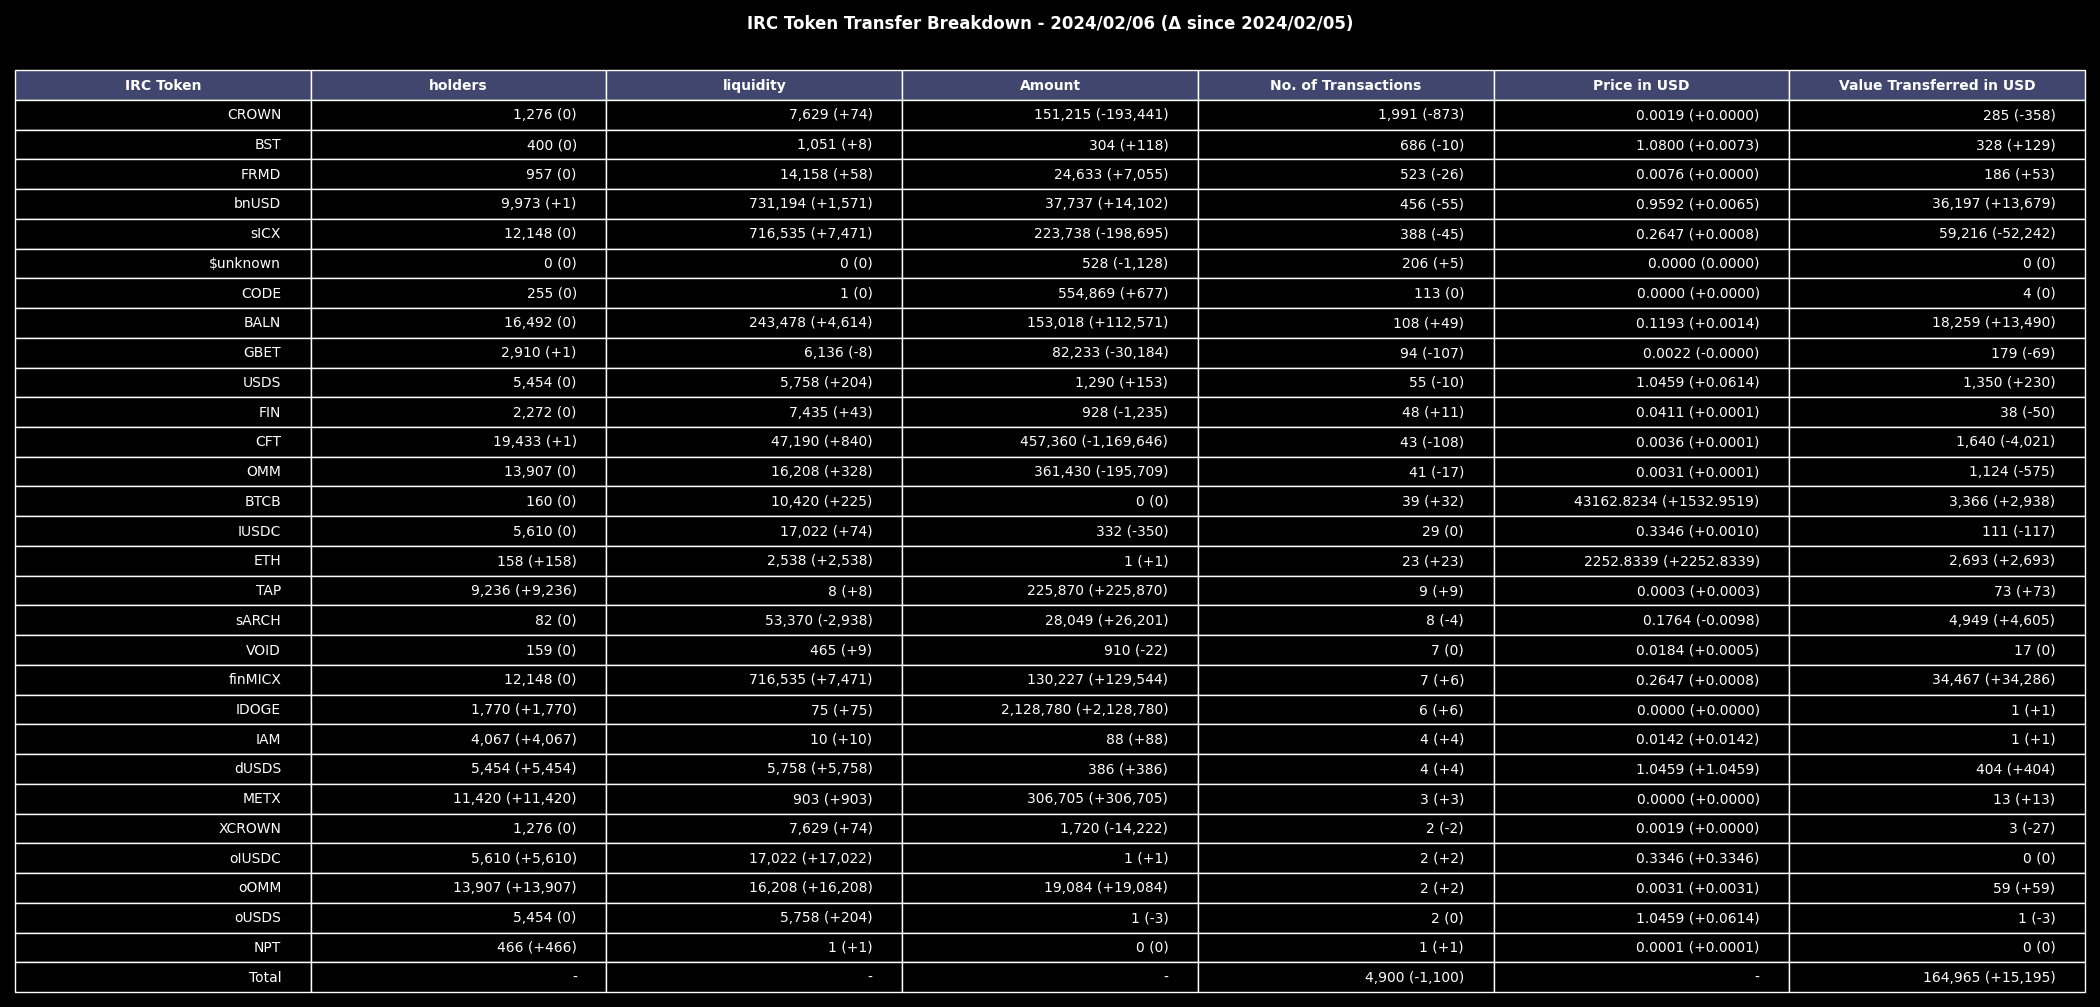 IRC Token Transfer Breakdown - 2024/02/06 (Δ since 2024/02/05)
IRC Token holders liquidity Amount No. of Transactions Price in USD Value Transferred in USD
CROWN 1,276 (0) 7,629 (+74) 151,215 (-193,441) 1,991 (-873) 0.0019 (+0.0000) 285 (-358)
BST 400 (0) 1,051 (+8) 304 (+118) 686 (-10) 1.0800 (+0.0073) 328 (+129)
FRMD 957 (0) 14,158 (+58) 24,633 (+7,055) 523 (-26) 0.0076 (+0.0000) 186 (+53)
bnUSD 9,973 (+1) 731,194 (+1,571) 37,737 (+14,102) 456 (-55) 0.9592 (+0.0065) 36,197 (+13,679)
sICX 12,148 (0) 716,535 (+7,471) 223,738 (-198,695) 388 (-45) 0.2647 (+0.0008) 59,216 (-52,242)
$unknown 0 (0) 0 (0) 528 (-1,128) 206 (+5) 0.0000 (0.0000) 0 (0)
CODE 255 (0) 1 (0) 554,869 (+677) 113 (0) 0.0000 (+0.0000) 4 (0)
BALN 16,492 (0) 243,478 (+4,614) 153,018 (+112,571) 108 (+49) 0.1193 (+0.0014) 18,259 (+13,490)
GBET 2,910 (+1) 6,136 (-8) 82,233 (-30,184) 94 (-107) 0.0022 (-0.0000) 179 (-69)
USDS 5,454 (0) 5,758 (+204) 1,290 (+153) 55 (-10) 1.0459 (+0.0614) 1,350 (+230)
FIN 2,272 (0) 7,435 (+43) 928 (-1,235) 48 (+11) 0.0411 (+0.0001) 38 (-50)
CFT 19,433 (+1) 47,190 (+840) 457,360 (-1,169,646) 43 (-108) 0.0036 (+0.0001) 1,640 (-4,021)
OMM 13,907 (0) 16,208 (+328) 361,430 (-195,709) 41 (-17) 0.0031 (+0.0001) 1,124 (-575)
BTCB 160 (0) 10,420 (+225) 0 (0) 39 (+32) 43162.8234 (+1532.9519) 3,366 (+2,938)
IUSDC 5,610 (0) 17,022 (+74) 332 (-350) 29 (0) 0.3346 (+0.0010) 111 (-117)
ETH 158 (+158) 2,538 (+2,538) 1 (+1) 23 (+23) 2252.8339 (+2252.8339) 2,693 (+2,693)
TAP 9,236 (+9,236) 8 (+8) 225,870 (+225,870) 9 (+9) 0.0003 (+0.0003) 73 (+73)
sARCH 82 (0) 53,370 (-2,938) 28,049 (+26,201) 8 (-4) 0.1764 (-0.0098) 4,949 (+4,605)
VOID 159 (0) 465 (+9) 910 (-22) 7 (0) 0.0184 (+0.0005) 17 (0)
finMICX 12,148 (0) 716,535 (+7,471) 130,227 (+129,544) 7 (+6) 0.2647 (+0.0008) 34,467 (+34,286)
IDOGE 1,770 (+1,770) 75 (+75) 2,128,780 (+2,128,780) 6 (+6) 0.0000 (+0.0000) 1 (+1)
IAM 4,067 (+4,067) 10 (+10) 88 (+88) 4 (+4) 0.0142 (+0.0142) 1 (+1)
dUSDS 5,454 (+5,454) 5,758 (+5,758) 386 (+386) 4 (+4) 1.0459 (+1.0459) 404 (+404)
METX 11,420 (+11,420) 903 (+903) 306,705 (+306,705) 3 (+3) 0.0000 (+0.0000) 13 (+13)
XCROWN 1,276 (0) 7,629 (+74) 1,720 (-14,222) 2 (-2) 0.0019 (+0.0000) 3 (-27)
oIUSDC 5,610 (+5,610) 17,022 (+17,022) 1 (+1) 2 (+2) 0.3346 (+0.3346) 0 (0)
oOMM 13,907 (+13,907) 16,208 (+16,208) 19,084 (+19,084) 2 (+2) 0.0031 (+0.0031) 59 (+59)
oUSDS 5,454 (0) 5,758 (+204) 1 (-3) 2 (0) 1.0459 (+0.0614) 1 (-3)
NPT 466 (+466) 1 (+1) 0 (0) 1 (+1) 0.0001 (+0.0001) 0 (0)
Total - - - 4,900 (-1,100) - 164,965 (+15,195)